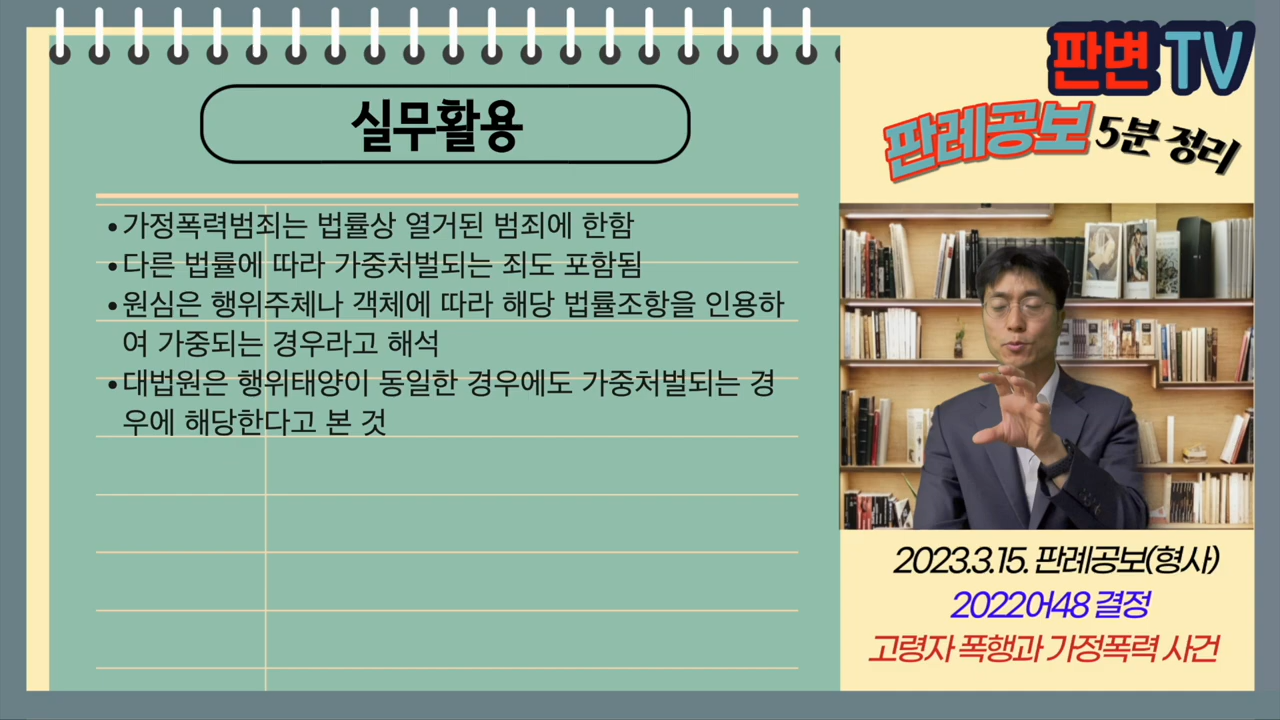 실무활용
•가정폭력범죄는 법률상 열거된 범죄에 한함
•다른 법률에 따라 가중처벌되는 죄도 포함됨
•원심은 행위주체나 객체에 따라 해당 법률조항을 인용하
여 가중되는 경우라고 해석
•대법원은 행위태양이 동일한 경우에도 가중처벌되는 경
우에 해당한다고 본 것
판변 TV
판례공보 5분 정리
2023.3.15. 판례공보(형사)
2022어48 결정
고령자 폭행과 가정폭력 사건